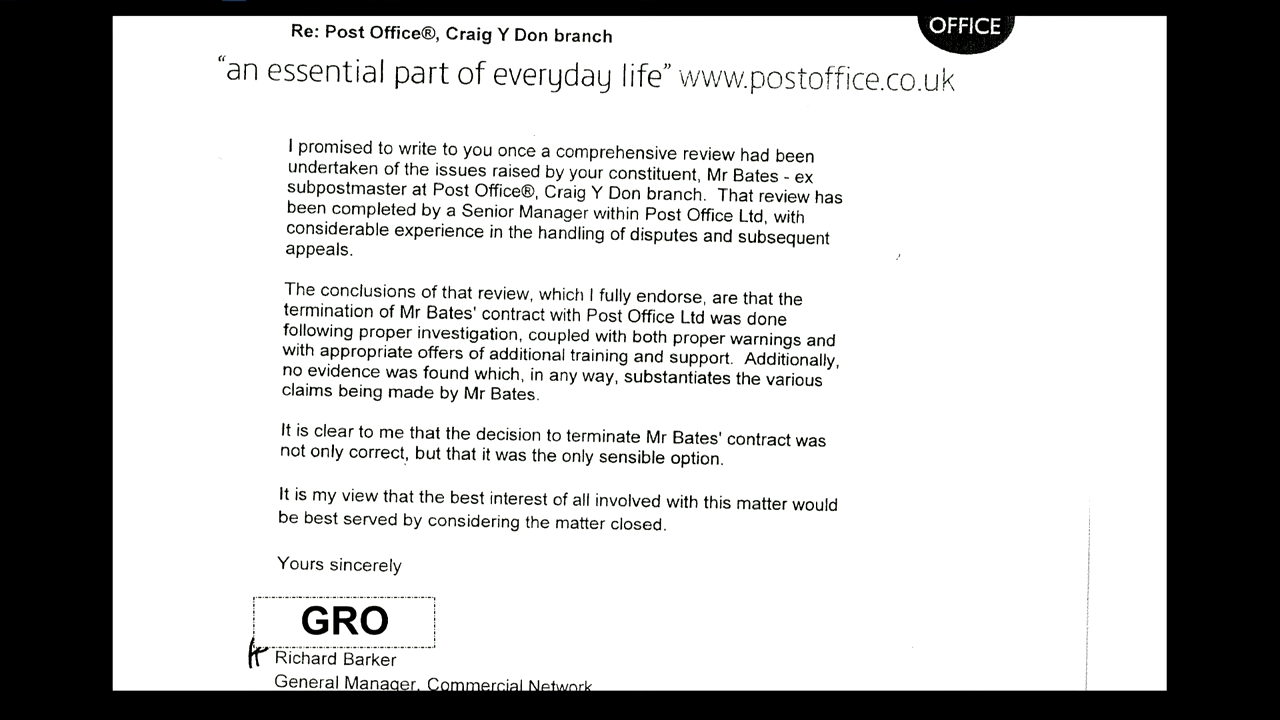 Re: Post Office®, Craig Y Don branch
OFFICE
“an essential part of everyday life” www.postoffice.co.uk
I promised to write to you once a comprehensive review had been
undertaken of the issues raised by your constituent, Mr Bates - ex
subpostmaster at Post Office®, Craig Y Don branch. That review has
been completed by a Senior Manager within Post Office Ltd, with
considerable experience in the handling of disputes and subsequent
appeals.
The conclusions of that review, which I fully endorse, are that the
termination of Mr Bates' contract with Post Office Ltd was done
following proper investigation, coupled with both proper warnings and
with appropriate offers of additional training and support. Additionally,
no evidence was found which, in any way, substantiates the various
claims being made by Mr Bates.
It is clear to me that the decision to terminate Mr Bates' contract was
not only correct, but that it was the only sensible option.
It is my view that the best interest of all involved with this matter would
be best served by considering the matter closed.
Yours sincerely
GRO
Richard Barker
General Manager, Commercial Network